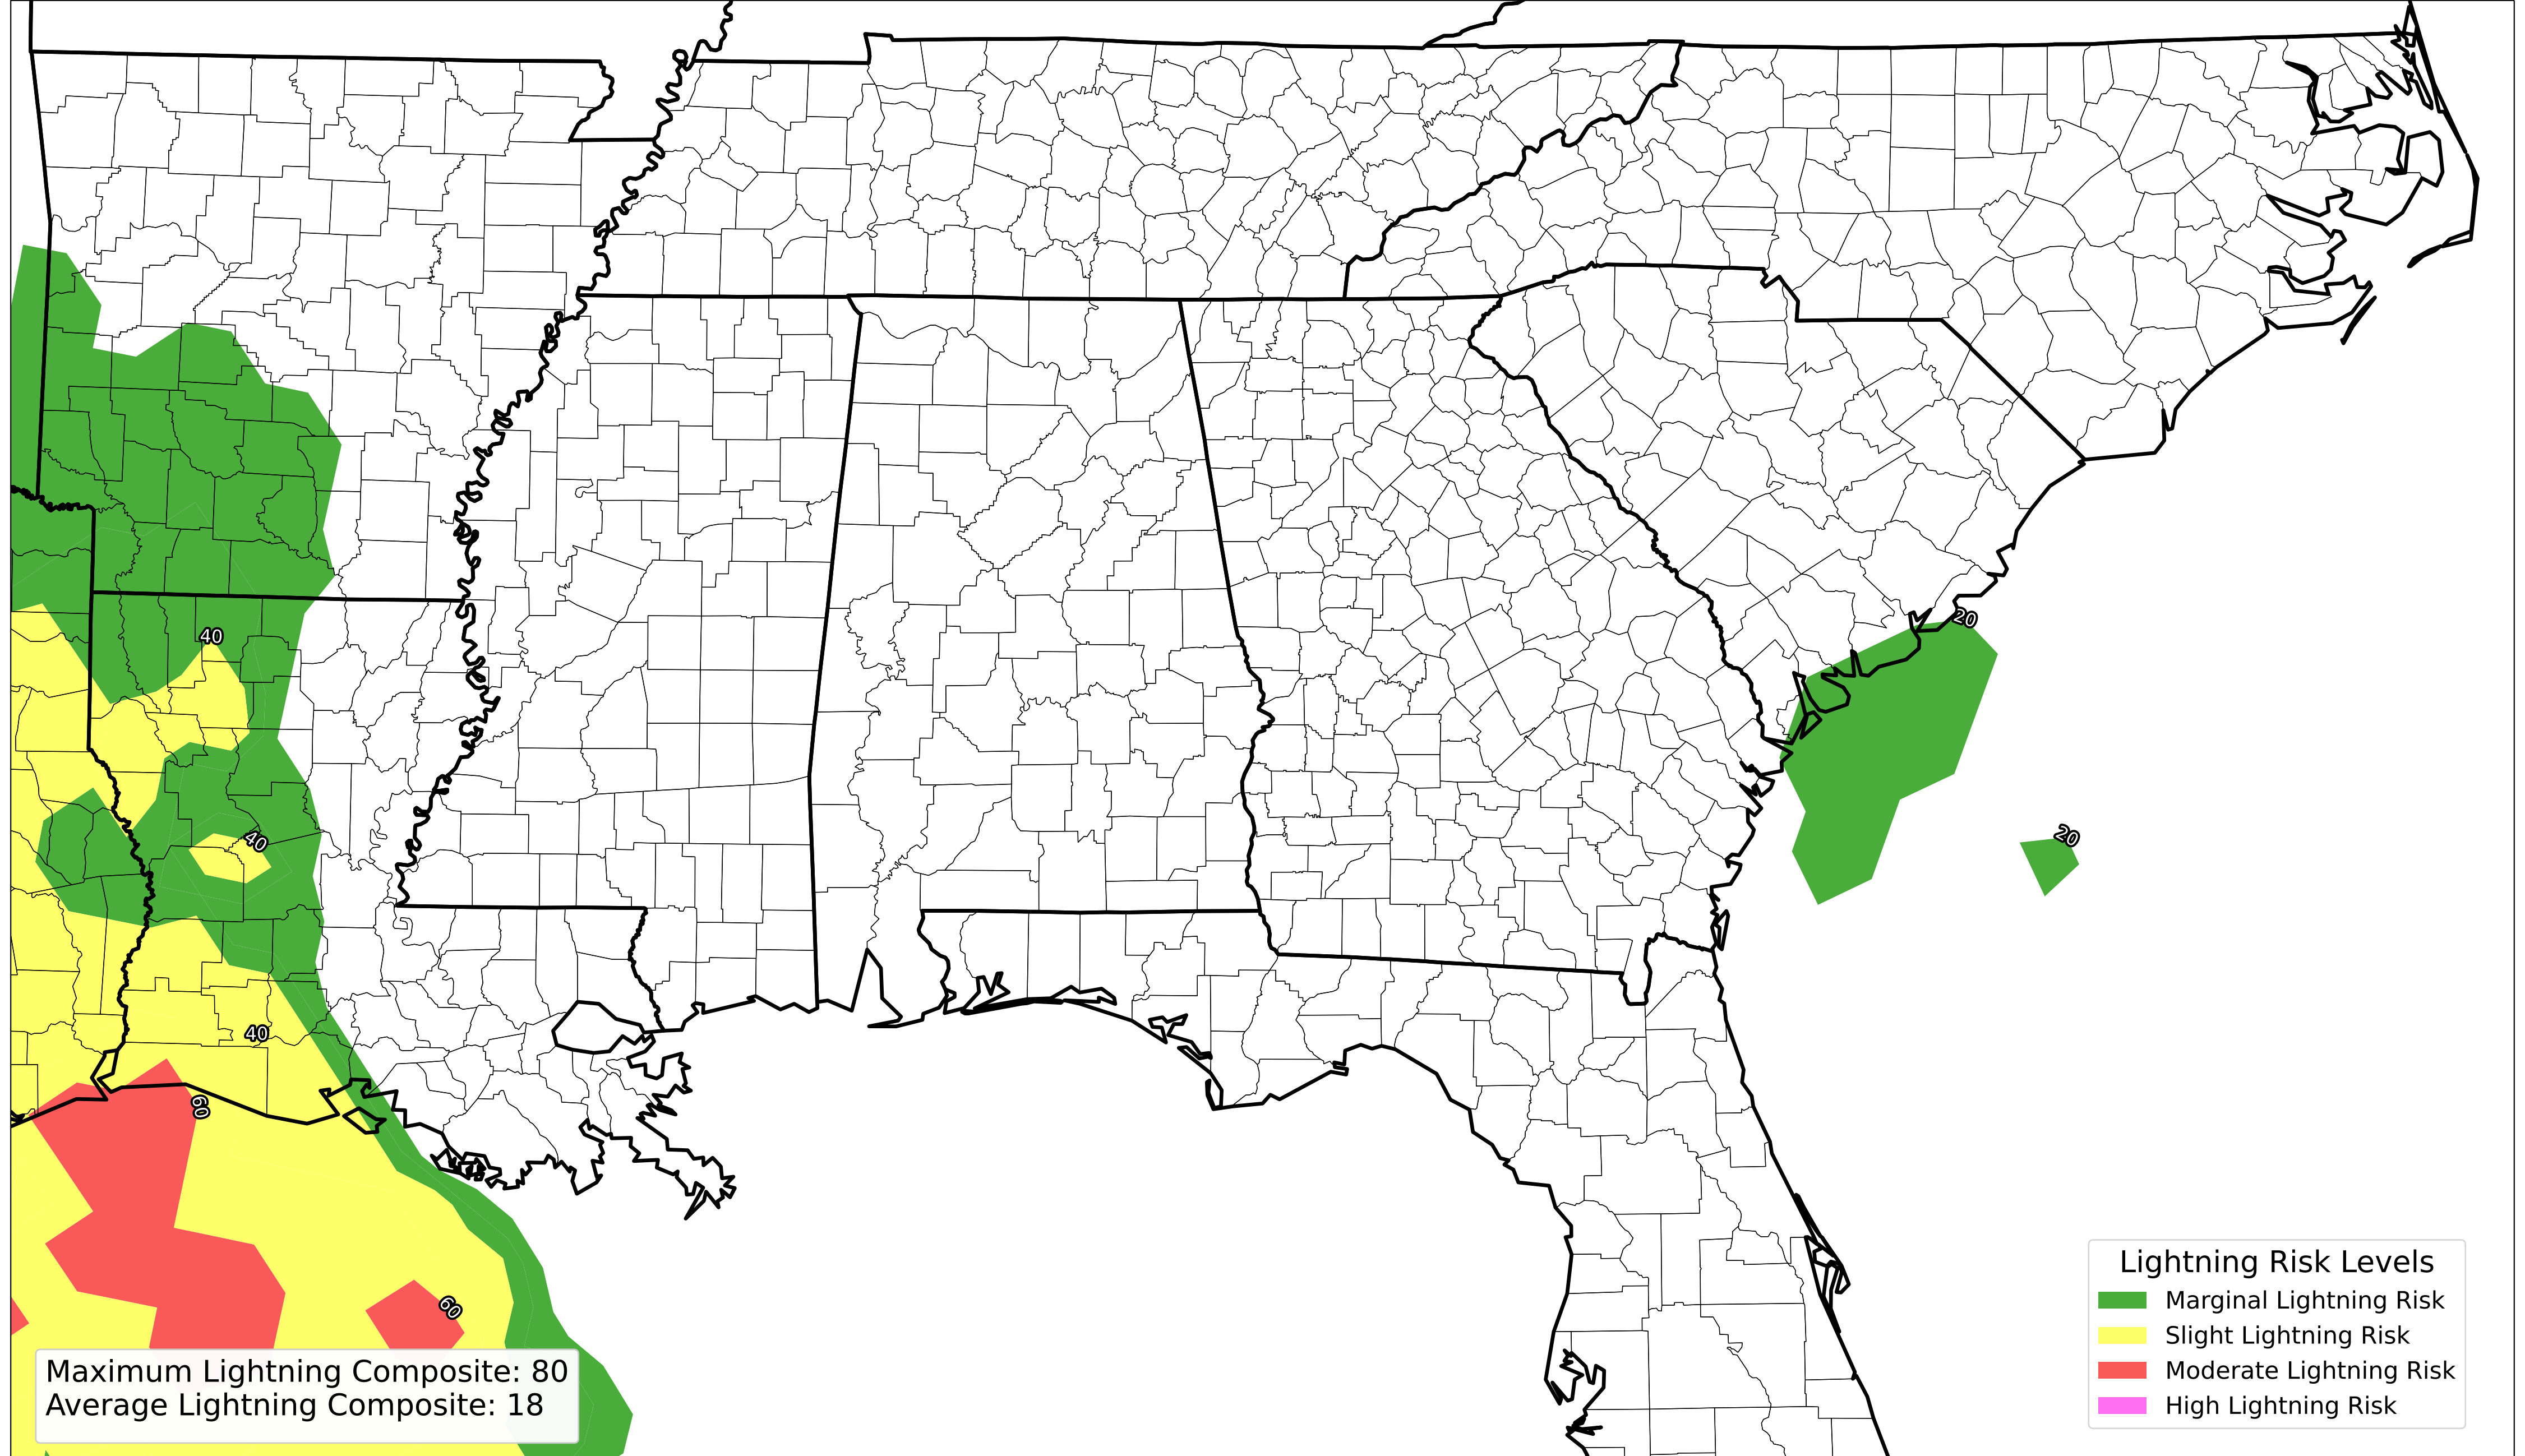 40
20
40
20
40
60
60
Lightning Risk Levels
Marginal Lightning Risk
Slight Lightning Risk
Moderate Lightning Risk
High Lightning Risk
Maximum Lightning Composite: 80
Average Lightning Composite: 18